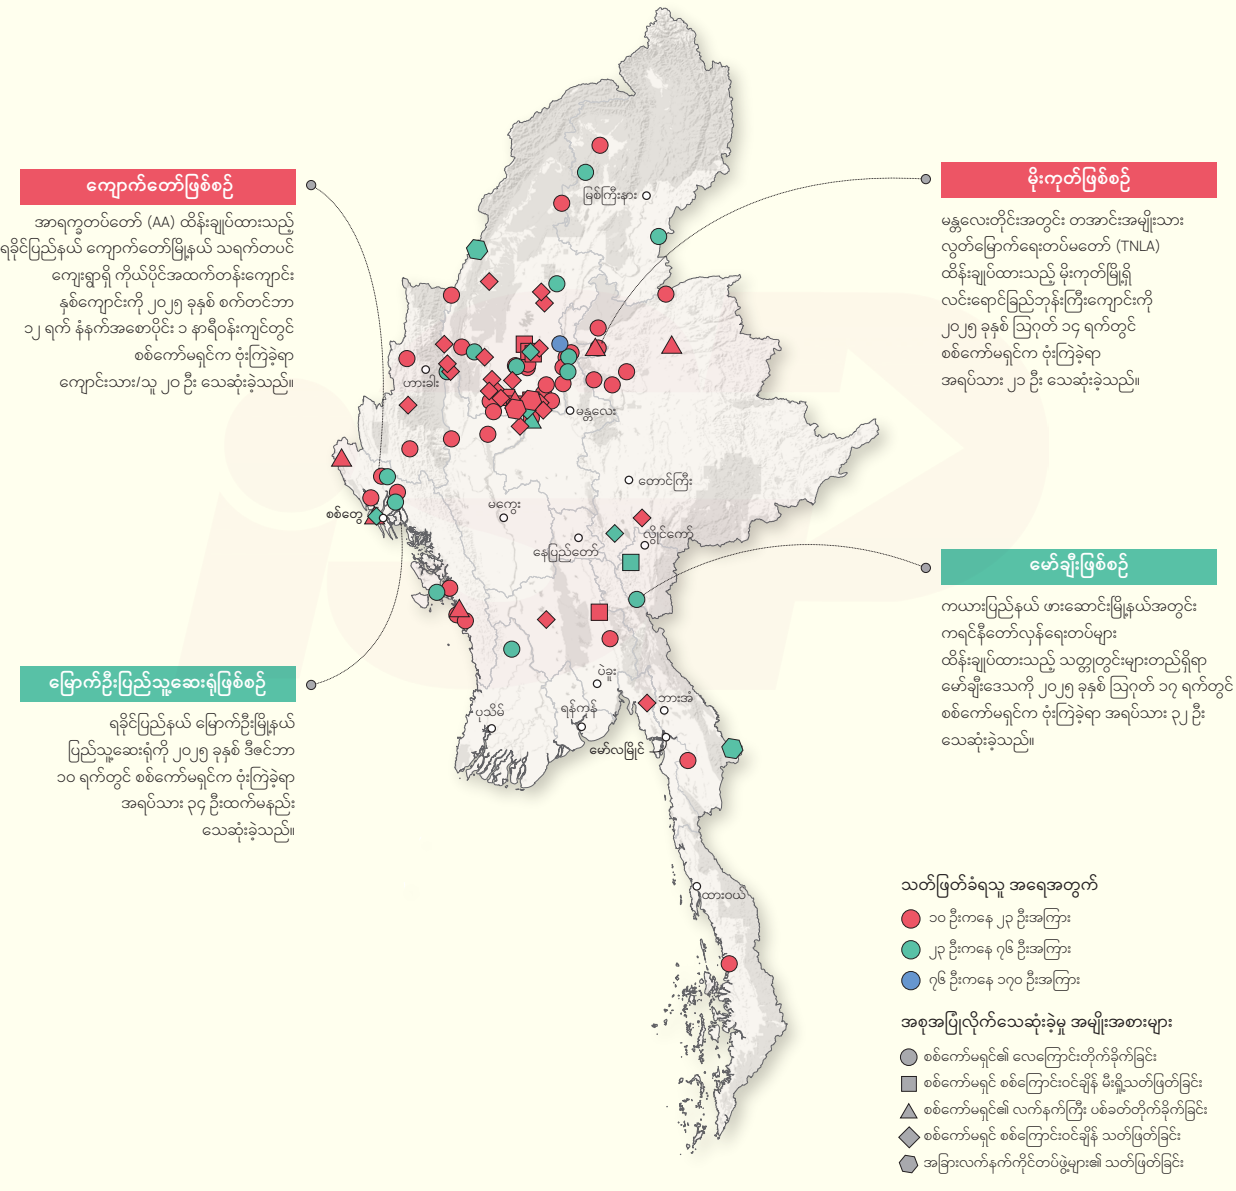 ကျောက်တော်ဖြစ်စဉ်
အာရက္ခတပ်တော် (AA) ထိန်းချုပ်ထားသည့်
ရခိုင်ပြည်နယ် ကျောက်တော်မြို့နယ် သရက်တပင်
ကျေးရွာရှိ ကိုယ်ပိုင်အထက်တန်းကျောင်း
နှစ်ကျောင်းကို ၂၀၂၅ ခုနှစ် စက်တင်ဘာ
၁၂ ရက် နံနက်အစောပိုင်း ၁ နာရီဝန်းကျင်တွင်
စစ်ကော်မရှင်က ဗုံးကြဲခဲ့ရာ
ကျောင်းသား/သူ ၂၀ ဦး သေဆုံးခဲ့သည်။
မိုးကုတ်ဖြစ်စဉ်
မန္တလေးတိုင်းအတွင်း တအာင်းအမျိုးသား
လွတ်မြောက်ရေးတပ်မတော် (TNLA)
ထိန်းချုပ်ထားသည့် မိုးကုတ်မြို့ရှိ
လင်းရောင်ခြည်ဘုန်းကြီးကျောင်းကို
၂၀၂၅ ခုနှစ် ဩဂုတ် ၁၄ ရက်တွင်
စစ်ကော်မရှင်က ဗုံးကြဲခဲ့ရာ
အရပ်သား ၂၁ ဦး သေဆုံးခဲ့သည်။
မြစ်ကြီးနား
ဟားခါး
မန္တလေး
တောင်ကြီး
မကွေး
စစ်တွေ
လွိုင်ကော်
နေပြည်တော်
မော်ချီးဖြစ်စဉ်
ကယားပြည်နယ် ဖားဆောင်းမြို့နယ်အတွင်း
ကရင်နီတော်လှန်ရေးတပ်များ
ထိန်းချုပ်ထားသည့် သတ္တုတွင်းများတည်ရှိရာ
မော်ချီးဒေသကို ၂၀၂၅ ခုနှစ် ဩဂုတ် ၁၇ ရက်တွင်
စစ်ကော်မရှင်က ဗုံးကြဲခဲ့ရာ အရပ်သား ၃၂ ဦး
သေဆုံးခဲ့သည်။
မြောက်ဦးပြည်သူ့ဆေးရုံဖြစ်စဉ်
ရခိုင်ပြည်နယ် မြောက်ဦးမြို့နယ်
ပြည်သူ့ဆေးရုံကို ၂၀၂၅ ခုနှစ် ဒီဇင်ဘာ
၁၀ ရက်တွင် စစ်ကော်မရှင်က ဗုံးကြဲခဲ့ရာ
အရပ်သား ၃၄ ဦးထက်မနည်း
သေဆုံးခဲ့သည်။
ပဲခူး
ဘားအံ
ပုသိမ်
ရန်ကုန်
မော်လမြိုင်
ထားဝယ်
သတ်ဖြတ်ခံရသူ အရေအတွက်
၁၀ ဦးကနေ ၂၃ ဦးအကြား
၂၃ ဦးကနေ ၇၆ ဦးအကြား
၇၆ ဦးကနေ ၁၇၀ ဦးအကြား
အစုအပြုံလိုက်သေဆုံးခဲ့မှု အမျိုးအစားများ
စစ်ကော်မရှင်၏ လေကြောင်းတိုက်ခိုက်ခြင်း
စစ်ကော်မရှင် စစ်ကြောင်းဝင်ချိန် မီးရှို့သတ်ဖြတ်ခြင်း
စစ်ကော်မရှင်၏ လက်နက်ကြီး ပစ်ခတ်တိုက်ခိုက်ခြင်း
စစ်ကော်မရှင် စစ်ကြောင်းဝင်ချိန် သတ်ဖြတ်ခြင်း
အခြားလက်နက်ကိုင်တပ်ဖွဲ့များ၏ သတ်ဖြတ်ခြင်း